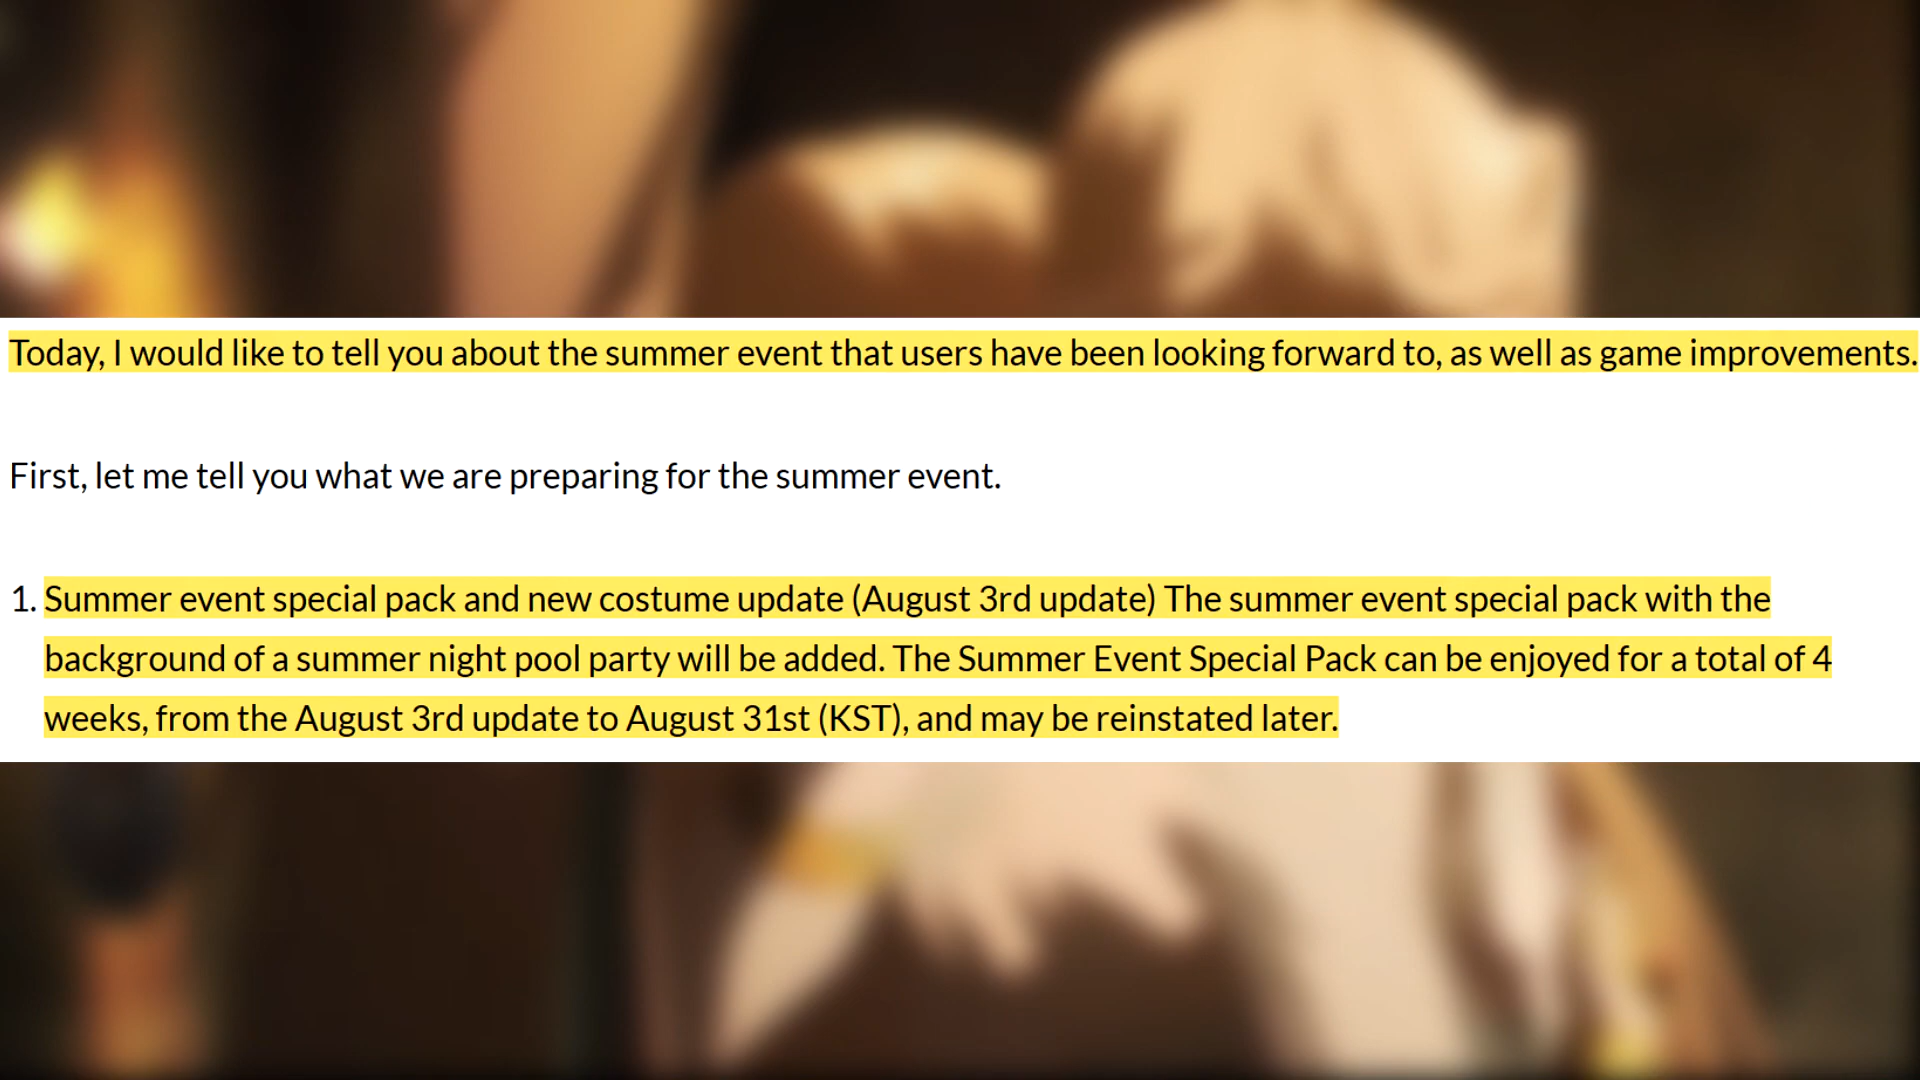 Today, I would like to tell you about the summer event that users have been looking forward to, as well as game improvements.
First, let me tell you what we are preparing for the summer event.
1. Summer event special pack and new costume update (August 3rd update) The summer event special pack with the
background of a summer night pool party will be added. The Summer Event Special Pack can be enjoyed for a total of 4
weeks, from the August 3rd update to August 31st (KST), and may be reinstated later.